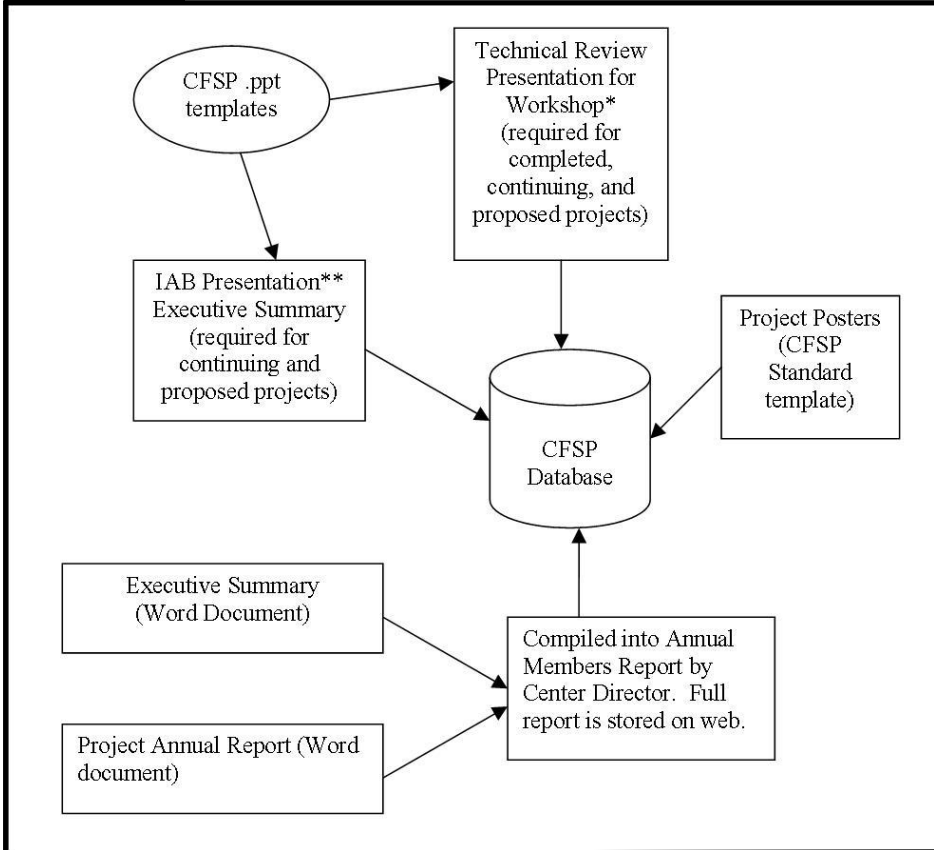 CFSP .ppt
templates
Technical Review
Presentation for
Workshop*
(required for
completed,
continuing, and
proposed projects)
IAB Presentation**
Executive Summary
(required for
continuing and
proposed projects)
Project Posters
(CFSP
Standard
template)
CFSP
Database
Executive Summary
(Word Document)
Compiled into Annual
Members Report by
Center Director.  Full
report is stored on web.
Project Annual Report (Word
document)